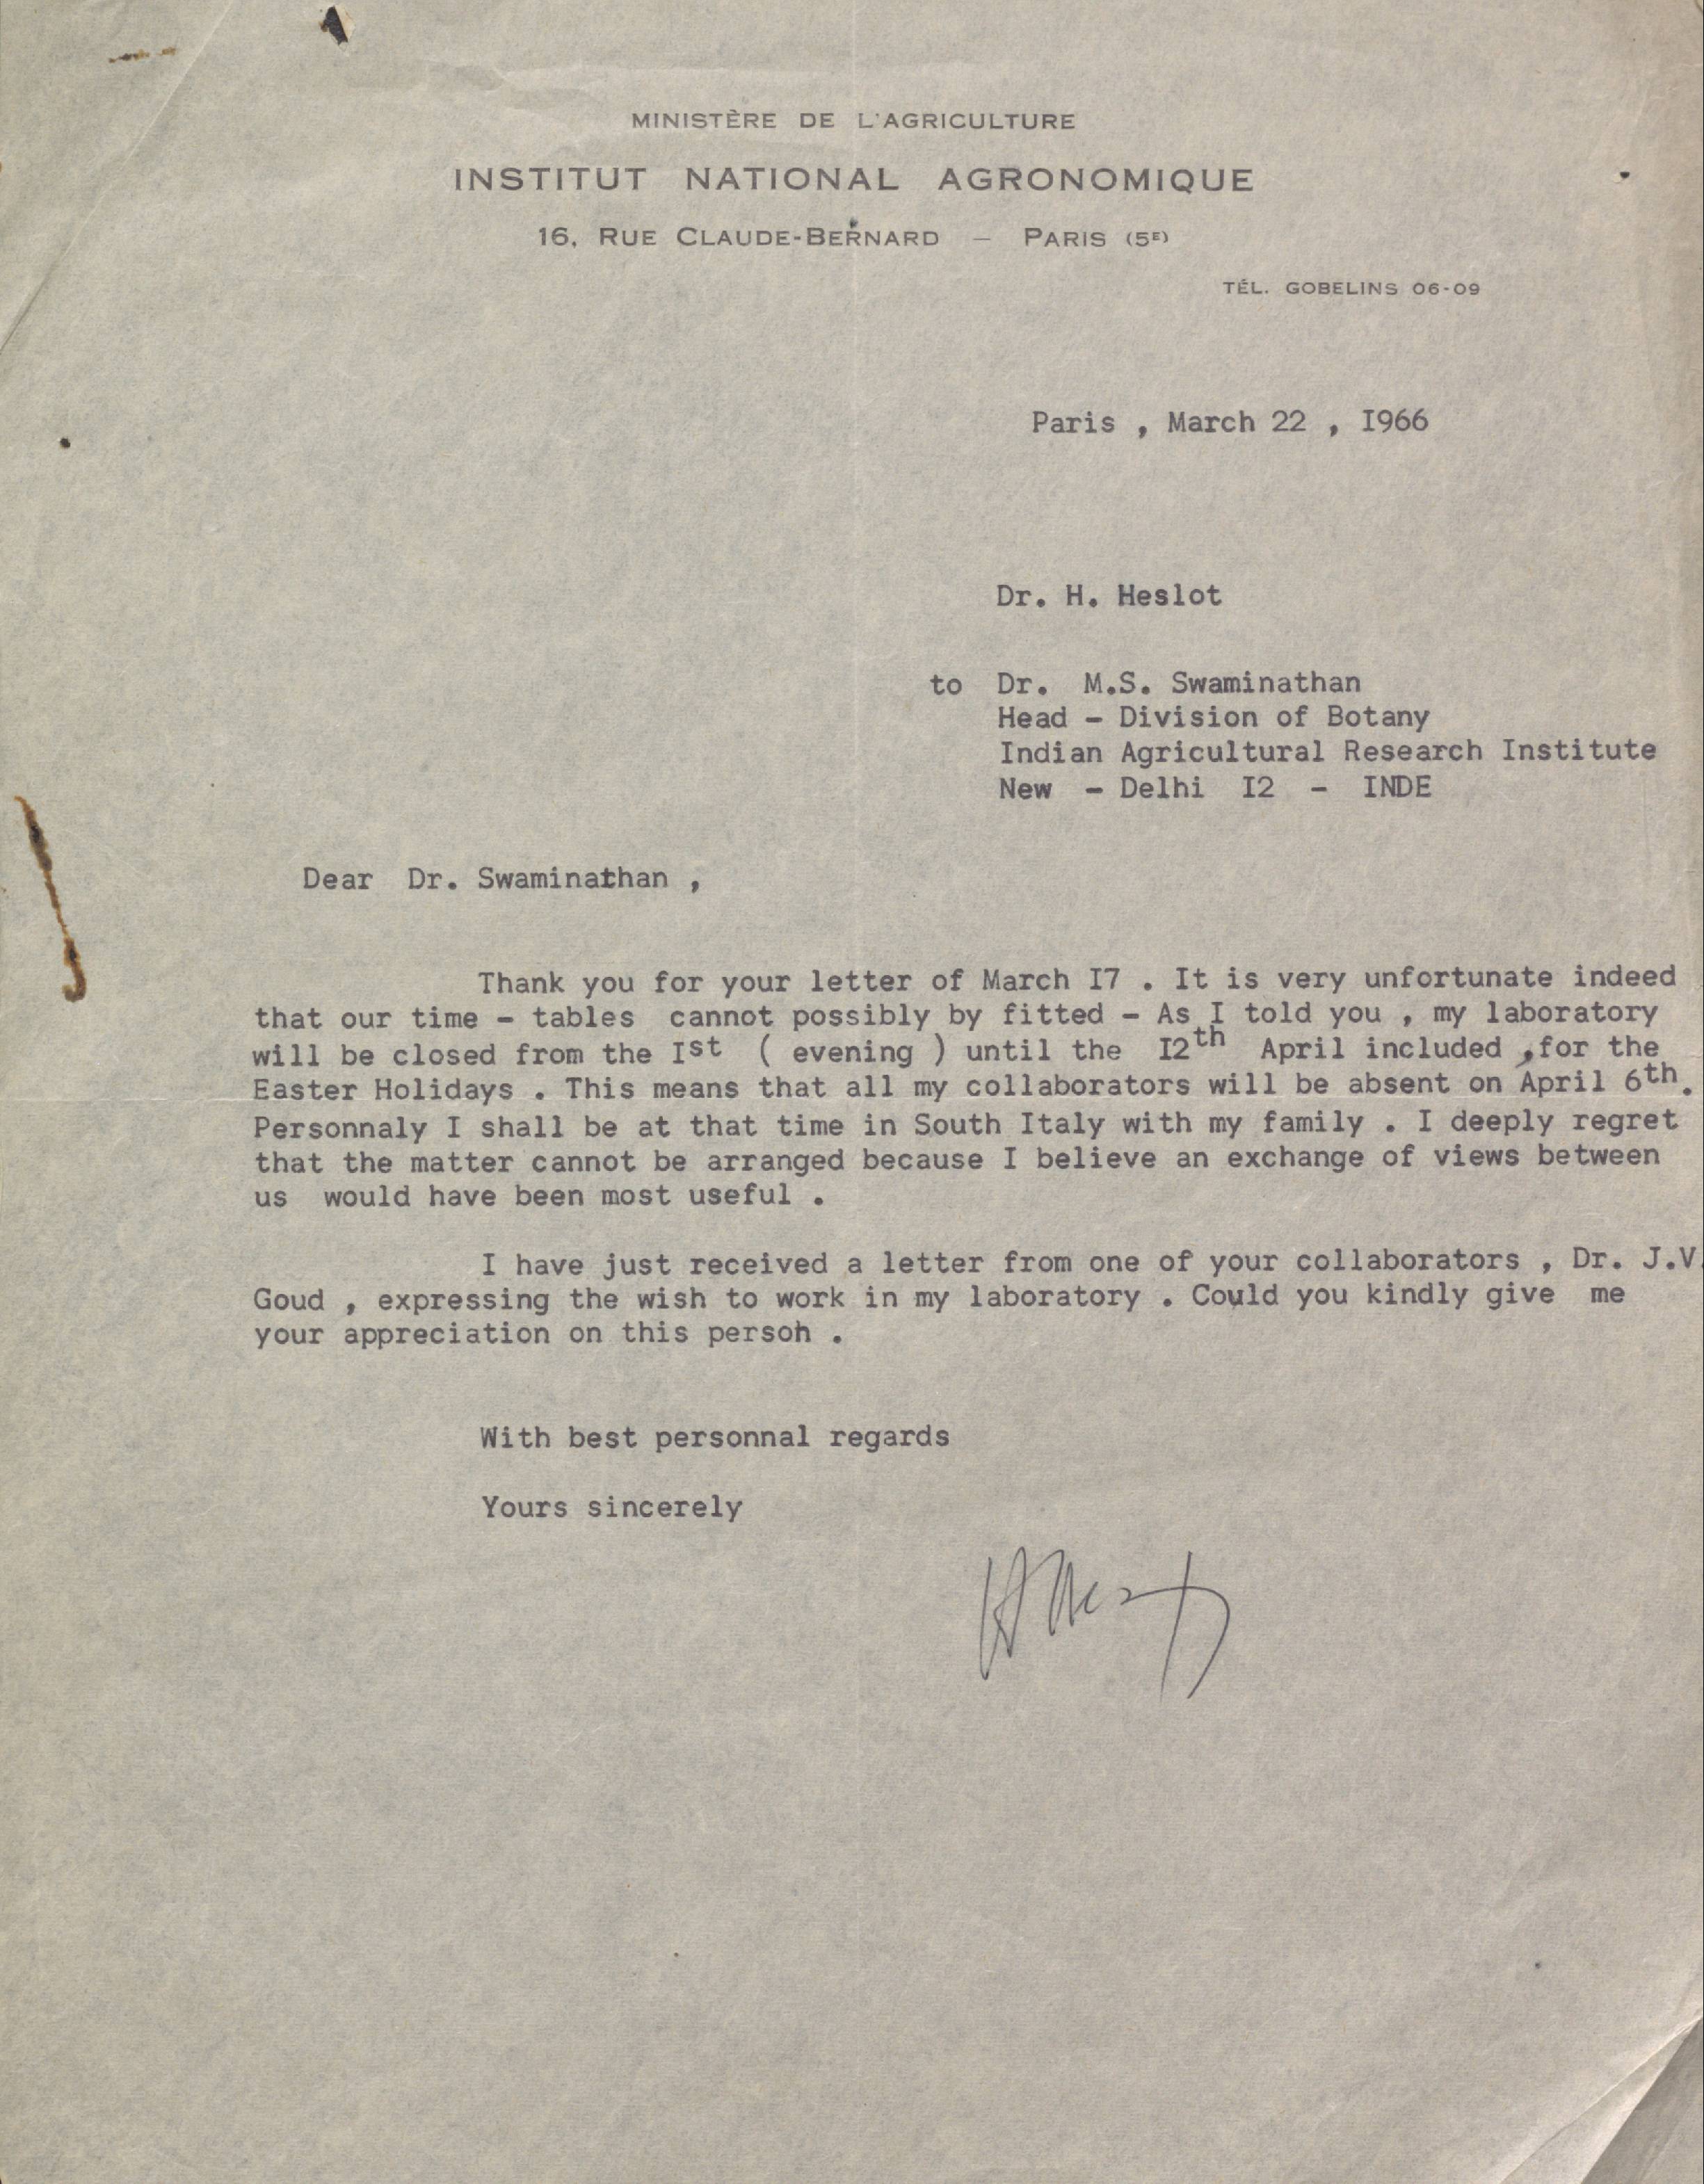 MINISTÈRE DE L'AGRICULTURE
INSTITUT NATIONAL AGRONOMIQUE
16, RUE CLAUDE-BERNARD — PARIS (5E)
TÉL. GOBELINS 06-09
Paris , March 22 , I966
Dr. H. Heslot
to Dr. M.S. Swaminathan
Head - Division of Botany
Indian Agricultural Research Institute
New - Delhi I2 - INDE
Dear Dr. Swaminathan ,
Thank you for your letter of March I7 . It is very unfortunate indeed
that our time - tables cannot possibly by fitted - As I told you , my laboratory
will be closed from the Ist ( evening ) until the I2th April included ,for the
Easter Holidays . This means that all my collaborators will be absent on April 6th.
Personnaly I shall be at that time in South Italy with my family . I deeply regret
that the matter cannot be arranged because I believe an exchange of views between
us would have been most useful .
I have just received a letter from one of your collaborators , Dr. J.V.
Goud , expressing the wish to work in my laboratory . Could you kindly give me
your appreciation on this person .
With best personnal regards
Yours sincerely